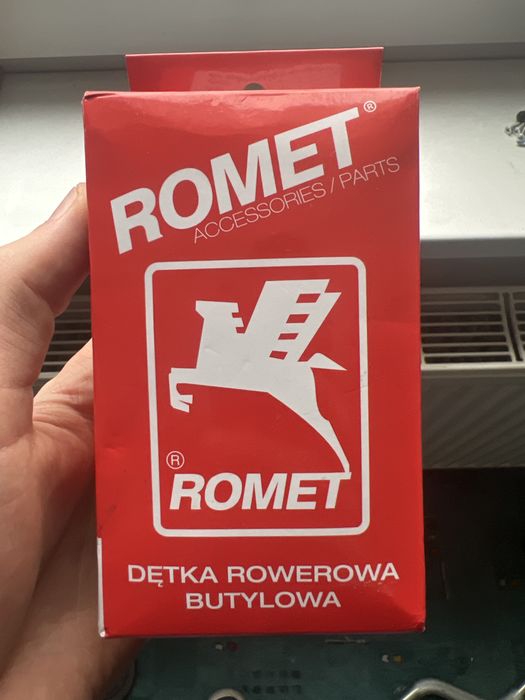 ROMET®
ACCESSORIES / PARTS
®
ROMET
DĘTKA ROWEROWA
BUTYLOWA